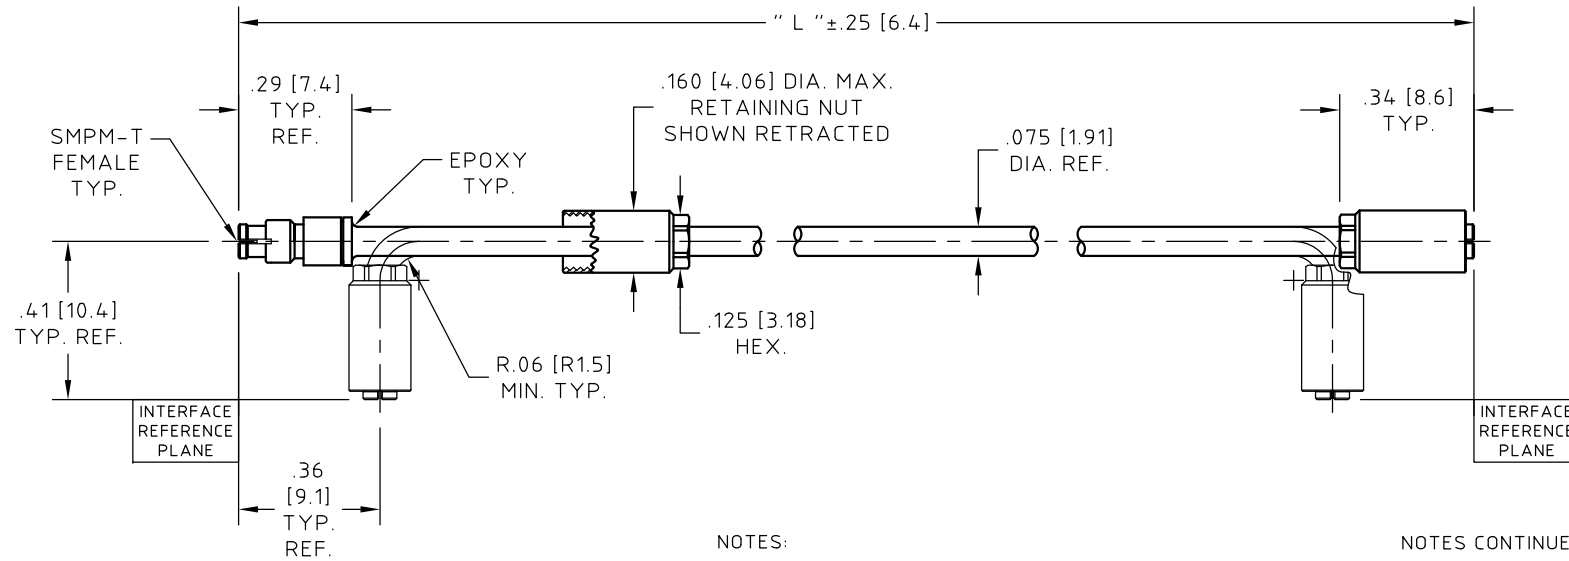 " L "±.25 [6.4]
.29 [7.4]
TYP.
REF.
.160 [4.06] DIA. MAX.
RETAINING NUT
SHOWN RETRACTED
.34 [8.6]
TYP.
SMPM-T
FEMALE
TYP.
EPOXY
TYP.
.075 [1.91]
DIA. REF.
.41 [10.4]
TYP. REF.
.125 [3.18]
HEX.
R.06 [R1.5]
MIN. TYP.
INTERFACE
REFERENCE
PLANE
INTERFACE
REFERENCE
PLANE
.36
[9.1]
TYP.
REF.
NOTES:
NOTES CONTINUE